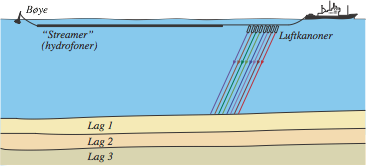 Bøye
"Streamer"
(hydrofoner)
Luftkanoner
Lag 1
Lag 2
Lag 3